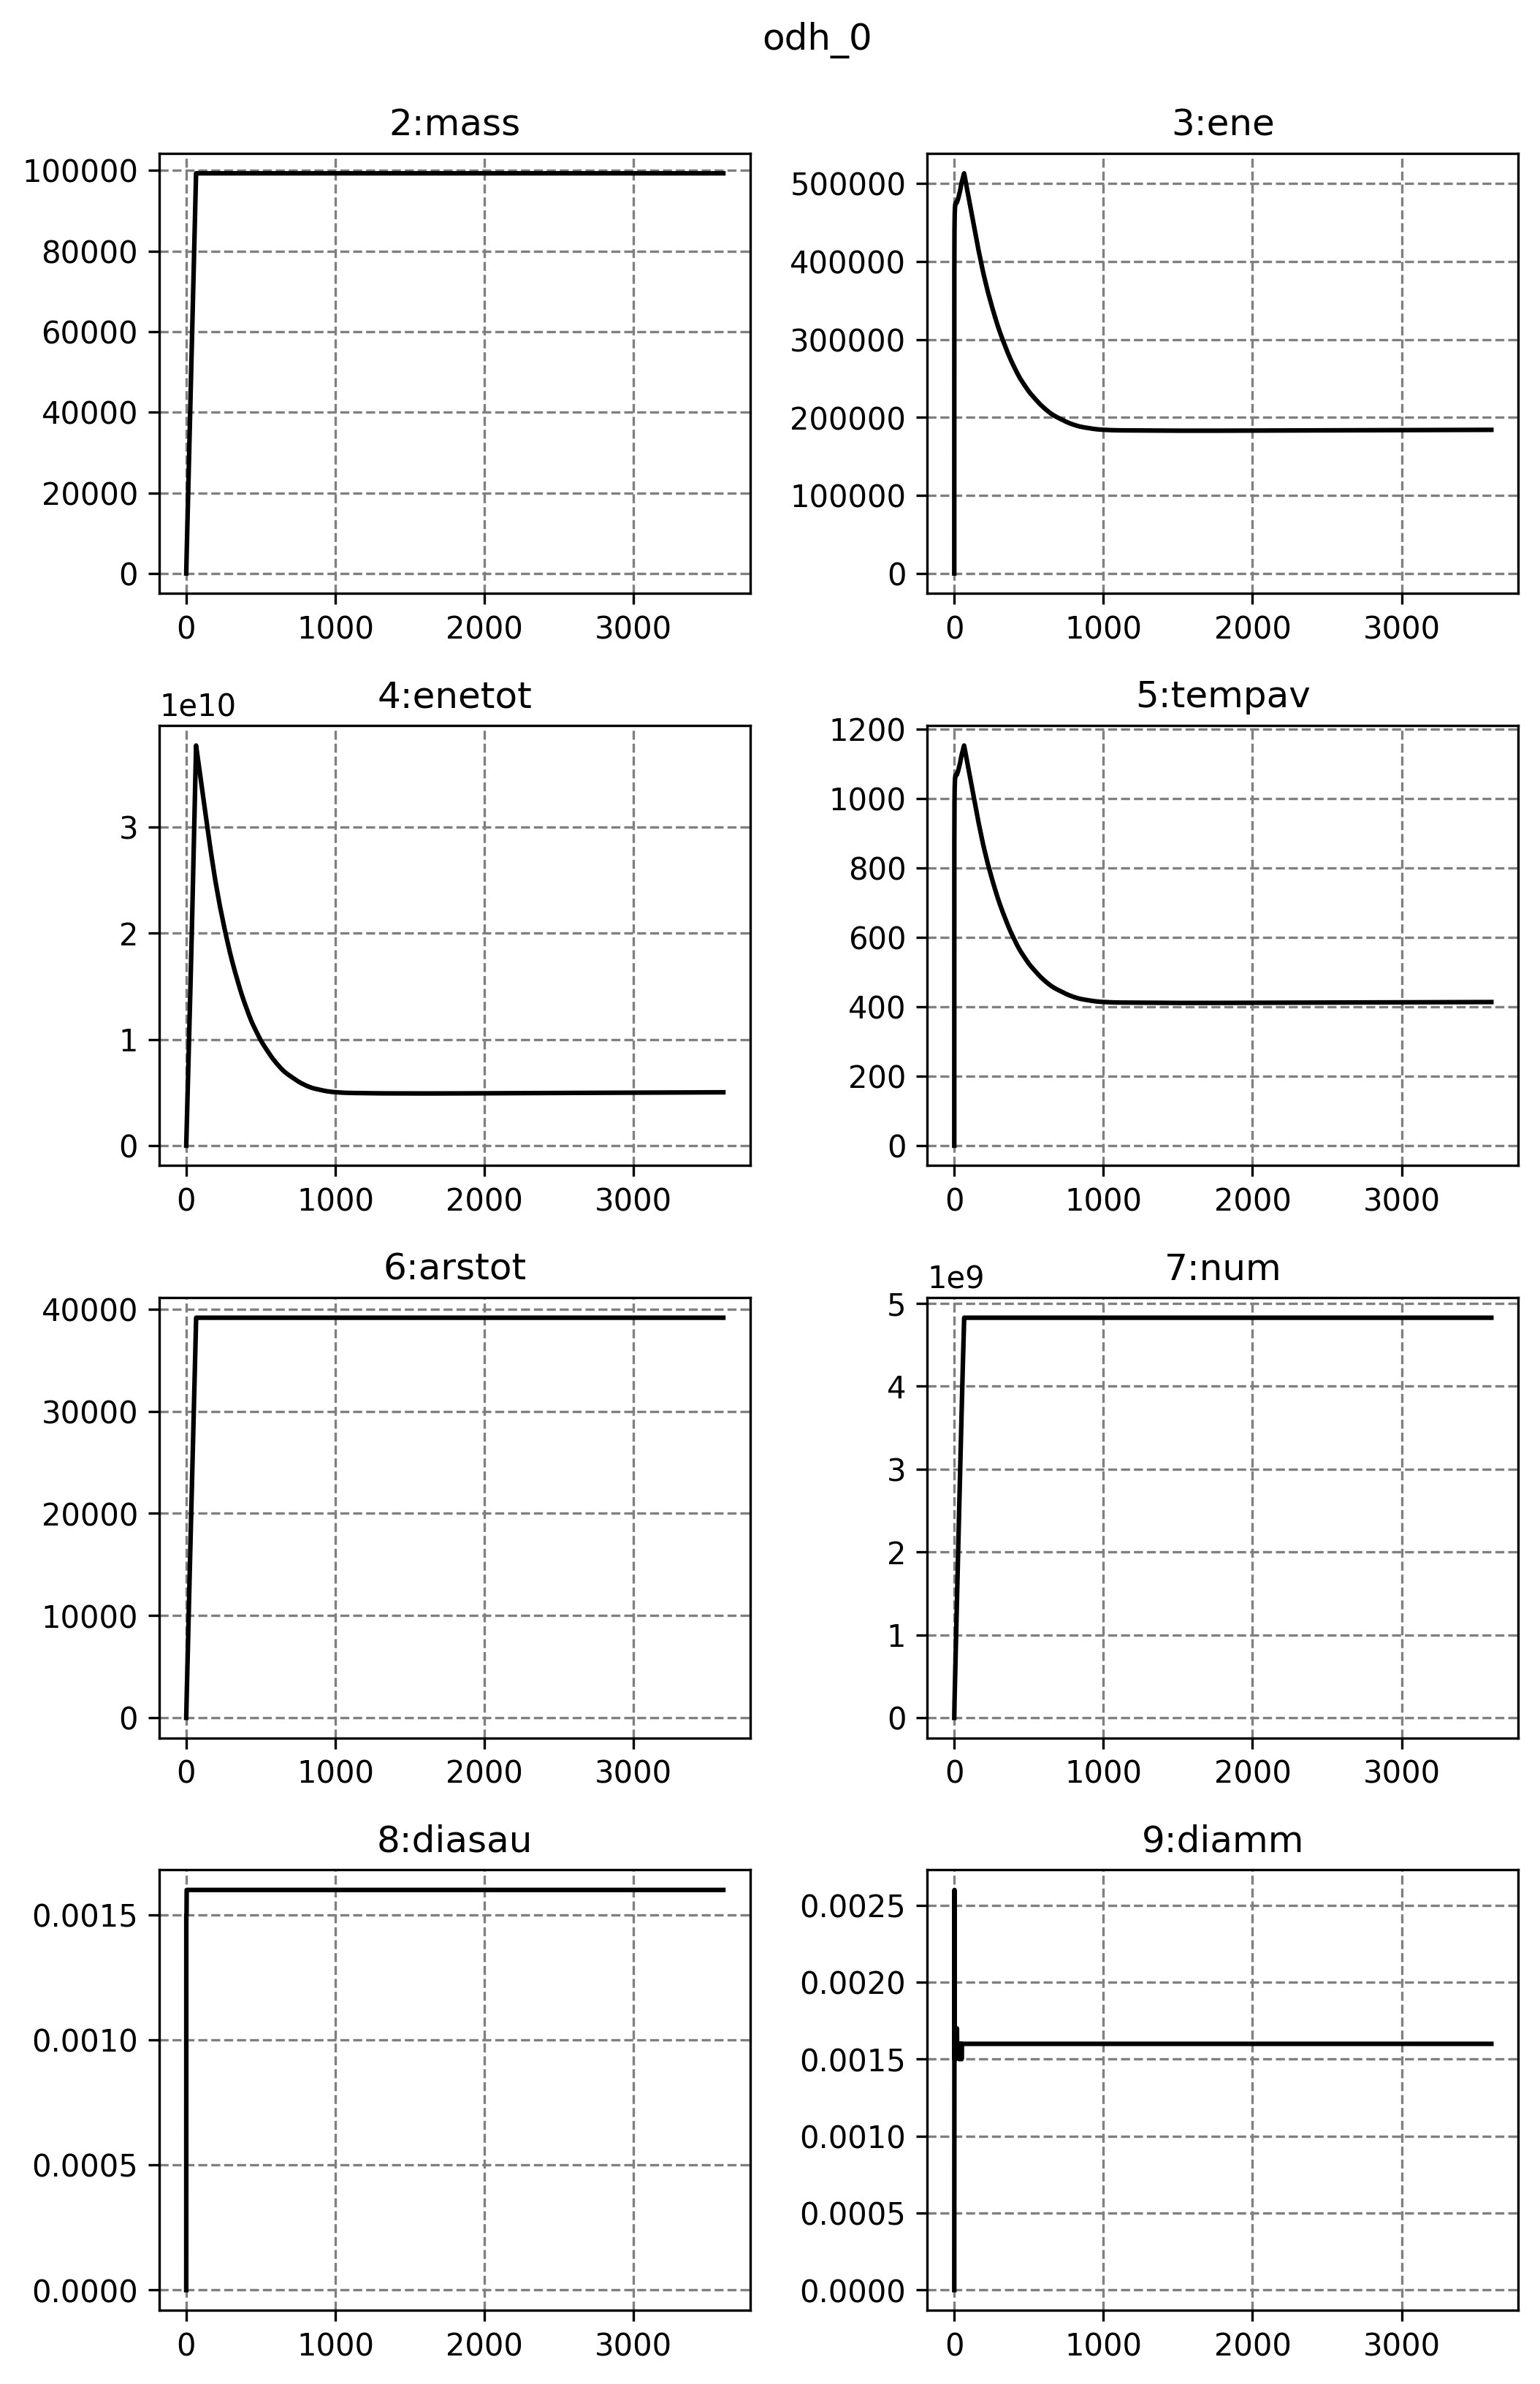 odh_0
2:mass
100000
80000
60000
40000
20000
0
0 1000 2000 3000
3:ene
500000
400000
300000
200000
100000
0
0 1000 2000 3000
4:enetot
1e10
3
2
1
0
0 1000 2000 3000
5:tempav
1200
1000
800
600
400
200
0
0 1000 2000 3000
6:arstot
40000
30000
20000
10000
0
0 1000 2000 3000
7:num
1e9
5
4
3
2
1
0
0 1000 2000 3000
8:diasau
0.0015
0.0010
0.0005
0.0000
0 1000 2000 3000
9:diamm
0.0025
0.0020
0.0015
0.0010
0.0005
0.0000
0 1000 2000 3000